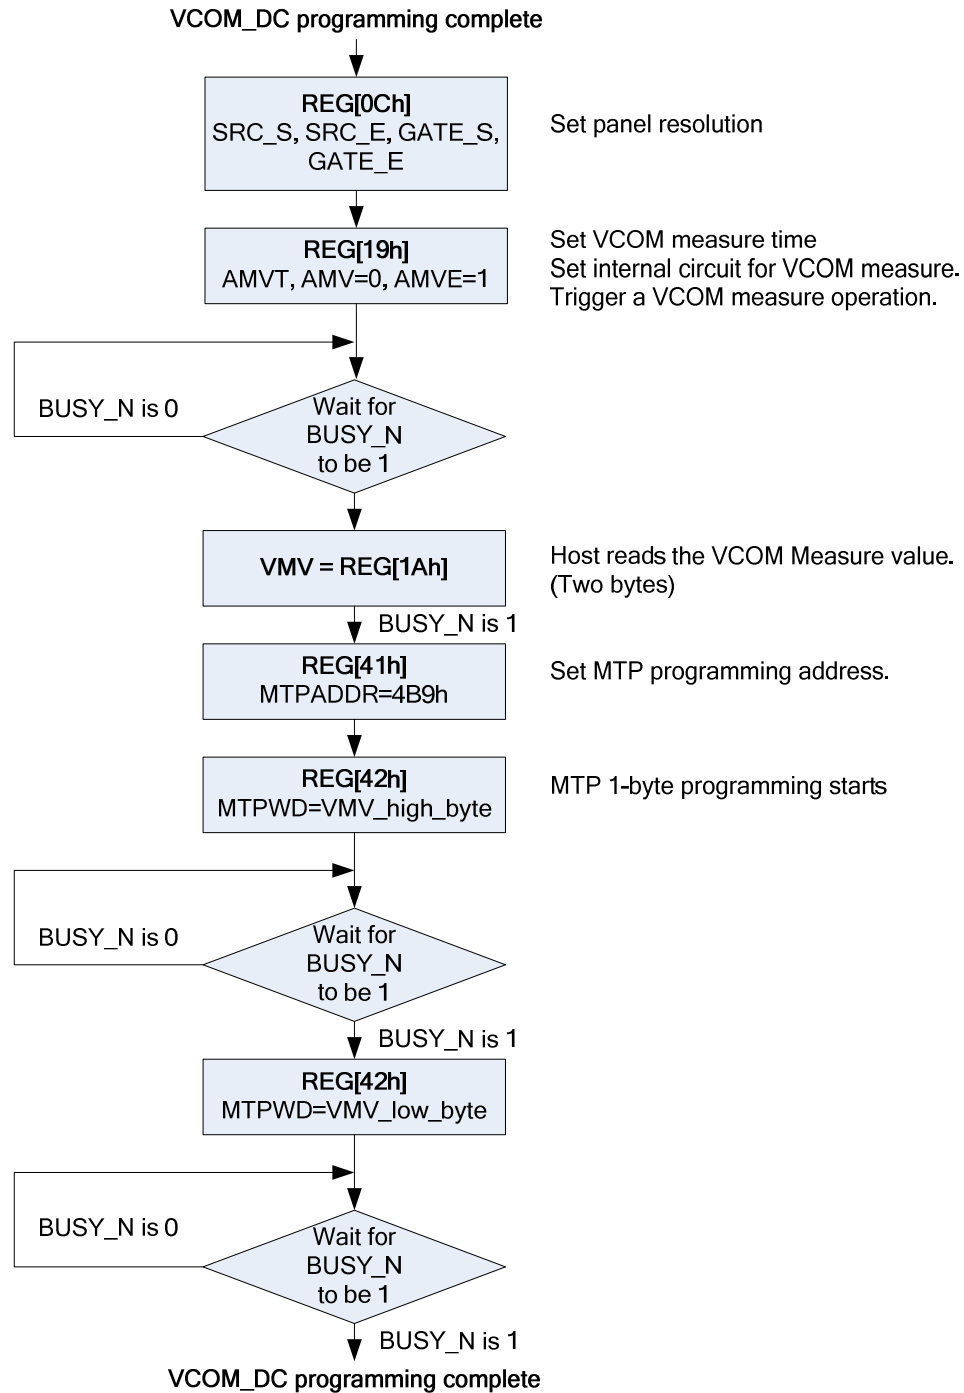 VCOM_DC programming complete
REG[0Ch]
SRC_S, SRC_E, GATE_S,
GATE_E
Set panel resolution
REG[19h]
AMVT, AMV=0, AMVE=1
Set VCOM measure time
Set internal circuit for VCOM measure.
Trigger a VCOM measure operation.
BUSY_N is 0
Wait for
BUSY_N
to be 1
VMV = REG[1Ah]
Host reads the VCOM Measure value.
(Two bytes)
BUSY_N is 1
REG[41h]
MTPADDR=4B9h
Set MTP programming address.
REG[42h]
MTPWD=VMV_high_byte
MTP 1-byte programming starts
BUSY_N is 0
Wait for
BUSY_N
to be 1
BUSY_N is 1
REG[42h]
MTPWD=VMV_low_byte
BUSY_N is 0
Wait for
BUSY_N
to be 1
BUSY_N is 1
VCOM_DC programming complete